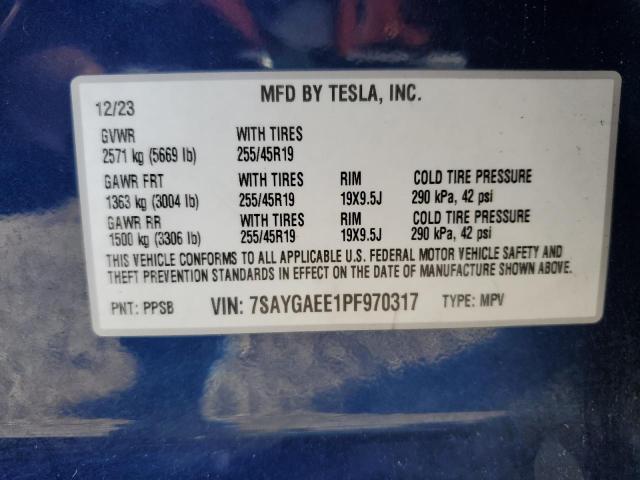 12/23 MFD BY TESLA, INC.
GVWR WITH TIRES
2571 kg (5669 lb) 255/45R19
GAWR FRT WITH TIRES RIM COLD TIRE PRESSURE
1363 kg (3004 lb) 255/45R19 19X9.5J 290 kPa, 42 psi
GAWR RR WITH TIRES RIM COLD TIRE PRESSURE
1500 kg (3306 lb) 255/45R19 19X9.5J 290 kPa, 42 psi
THIS VEHICLE CONFORMS TO ALL APPLICABLE U.S. FEDERAL MOTOR VEHICLE SAFETY AND
THEFT PREVENTION STANDARDS IN EFFECT ON THE DATE OF MANUFACTURE SHOWN ABOVE.
PNT: PPSB VIN: 7SAYGAEE1PF970317 TYPE: MPV